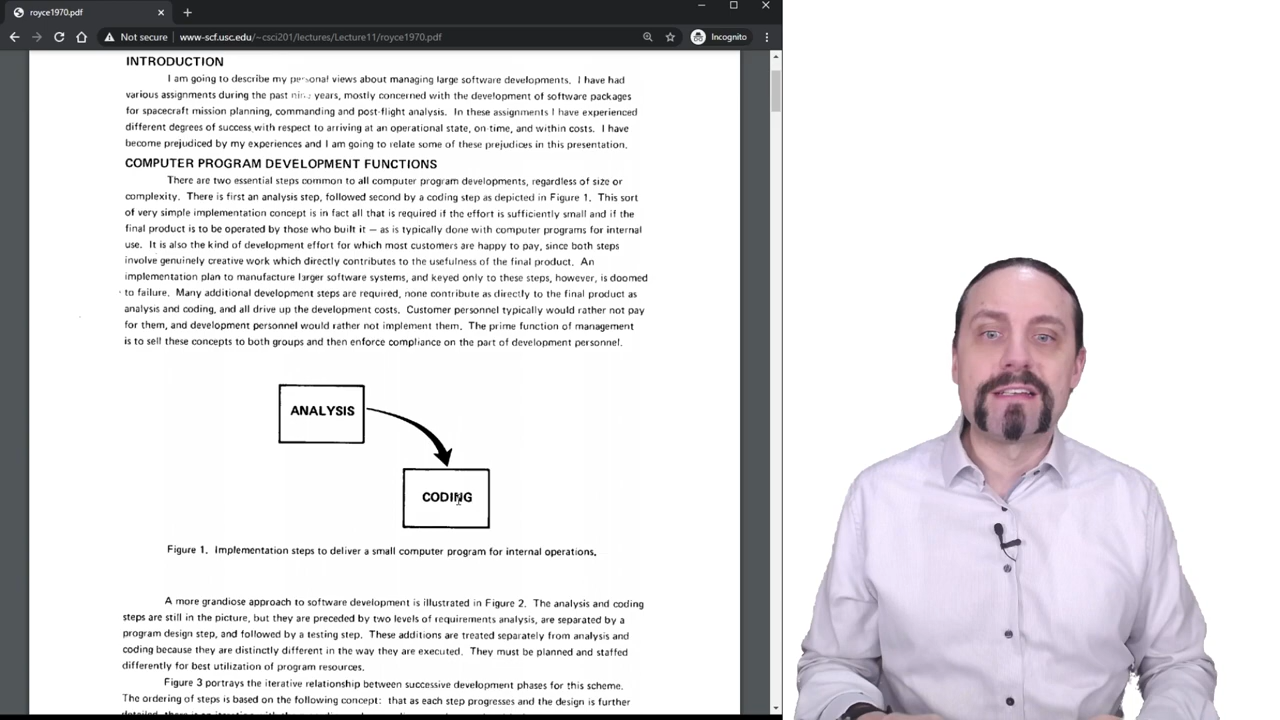 royce1970.pdf
Not secure
www-scf.usc.edu/~csci201/lectures/Lecture11/royce1970.pdf
Incognito
INTRODUCTION
I am going to describe my personal views about managing large software developments. I have had
various assignments during the past years, mostly concerned with the development of software packages
for spacecraft mission planning, commanding and post-flight analysis. In these assignments I have experienced
different degrees of success with respect to arriving at an operational state, on-time, and within costs. I have
become prejudiced by my experiences and I am going to relate some of these prejudices in this presentation.
COMPUTER PROGRAM DEVELOPMENT FUNCTIONS
There are two essential steps common to all computer program developments, regardless of size or
complexity. There is first an analysis step, followed second by a coding step as depicted in Figure 1. This sort
of very simple implementation concept is in fact all that is required if the effort is sufficiently small and if the
final product is to be operated by those who built it — as is typically done with computer programs for internal
use. It is also the kind of development effort for which most customers are happy to pay, since both steps
involve genuinely creative work which directly contributes to the usefulness of the final product. An
implementation plan to manufacture larger software systems, and keyed only to these steps, however, is doomed
to failure. Many additional development steps are required, none contribute as directly to the final product as
analysis and coding, and all drive up the development costs. Customer personnel typically would rather not pay
for them, and development personnel would rather not implement them. The prime function of management
is to sell these concepts to both groups and then enforce compliance on the part of development personnel.
ANALYSIS
CODING
Figure 1. Implementation steps to deliver a small computer program for internal operations.
A more grandiose approach to software development is illustrated in Figure 2. The analysis and coding
steps are still in the picture, but they are preceded by two levels of requirements analysis, are separated by a
program design step, and followed by a testing step. These additions are treated separately from analysis and
coding because they are distinctly different in the way they are executed. They must be planned and staffed
differently for best utilization of program resources.
Figure 3 portrays the iterative relationship between successive development phases for this scheme.
The ordering of steps is based on the following concept: that as each step progresses and the design is further